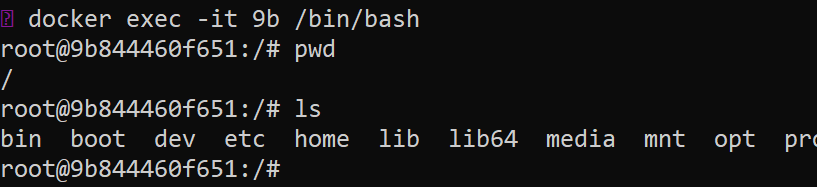 docker exec -it 9b /bin/bash
root@9b844460f651:/# pwd
/
root@9b844460f651:/# ls
bin boot dev etc home lib lib64 media mnt opt
root@9b844460f651:/#